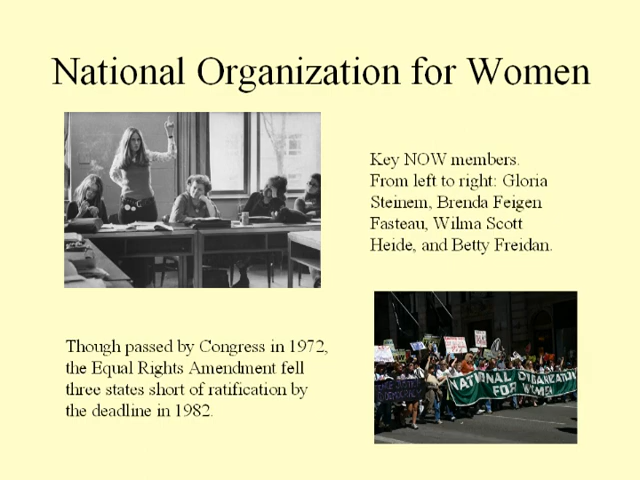 National Organization for Women
Key NOW members.
From left to right: Gloria
Steinem, Brenda Feigen
Fasteau, Wilma Scott
Heide, and Betty Freidan.
Though passed by Congress in 1972,
the Equal Rights Amendment fell
three states short of ratification by
the deadline in 1982.
NATIONAL ORGANIZATION
FOR WOMEN